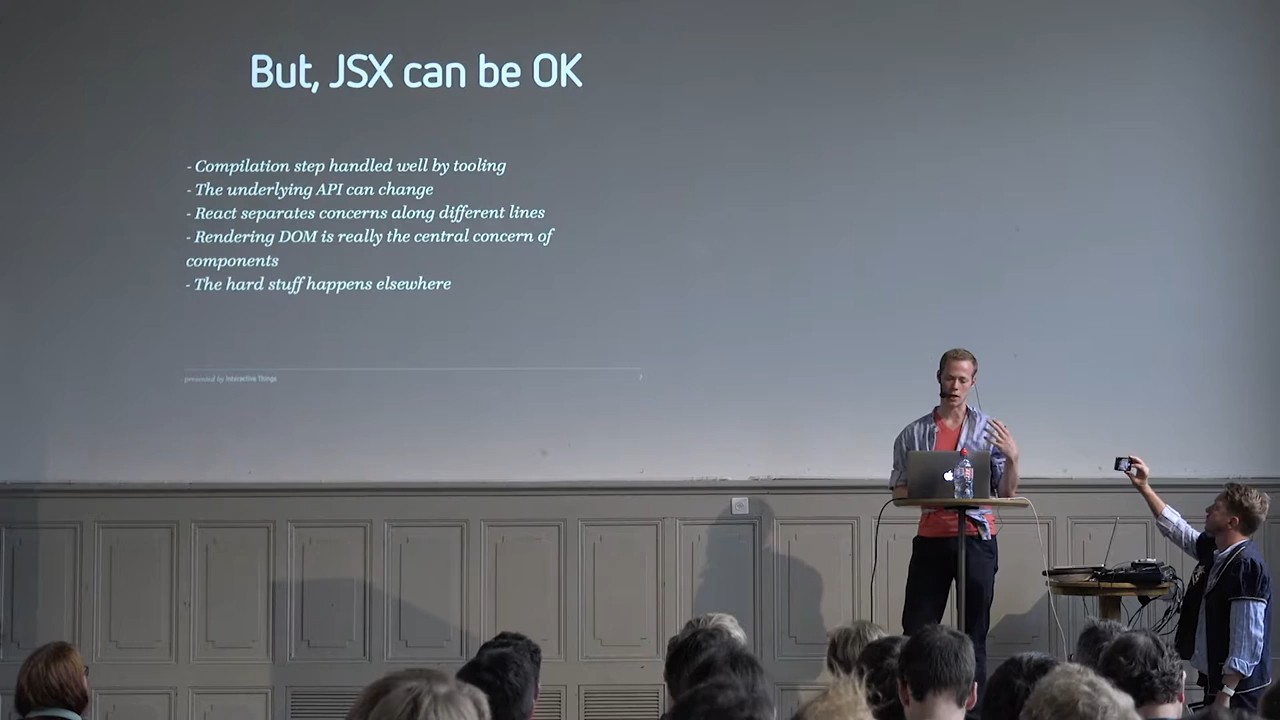 But, JSX can be OK
- Compilation step handled well by tooling
- The underlying API can change
- React separates concerns along different lines
- Rendering DOM is really the central concern of
components
- The hard stuff happens elsewhere
presented by Interactive Things